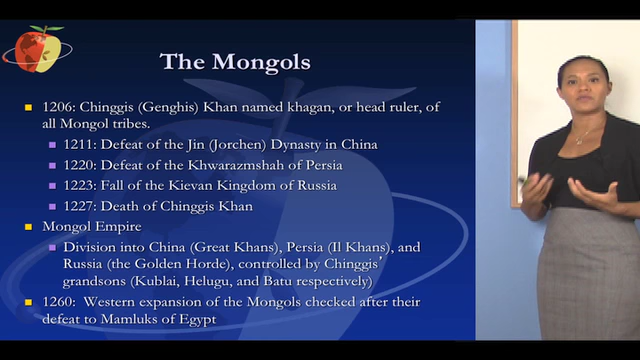 The Mongols
1206: Chinggis (Genghis) Khan named khagan, or head ruler, of
all Mongol tribes.
1211: Defeat of the Jin (Jorchen) Dynasty in China
1220: Defeat of the Khwarazmshah of Persia
1223: Fall of the Kievan Kingdom of Russia
1227: Death of Chinggis Khan
Mongol Empire
Division into China (Great Khans), Persia (Il Khans), and
Russia (the Golden Horde), controlled by Chinggis’
grandsons (Kublai, Helugu, and Batu respectively)
1260: Western expansion of the Mongols checked after their
defeat to Mamluks of Egypt